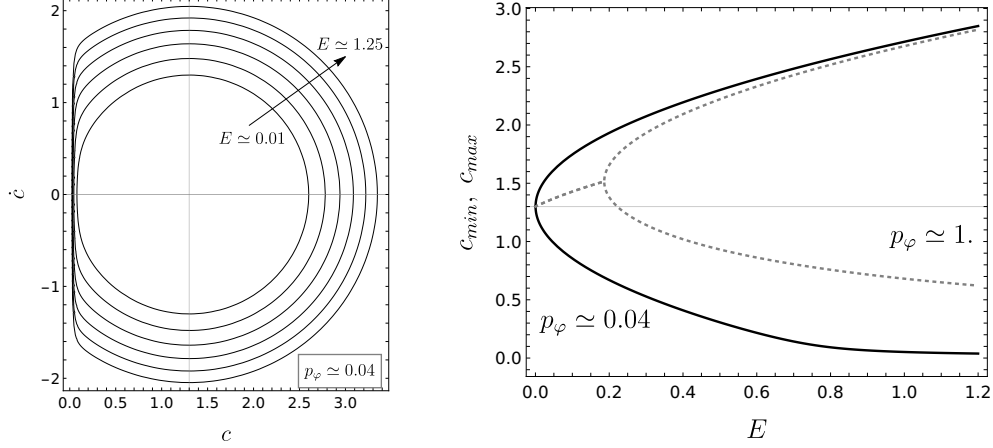 2
1
0
−1
−2
ċ
E ≃ 1.25
E ≃ 0.01
p_φ ≃ 0.04
0.0 0.5 1.0 1.5 2.0 2.5 3.0
c
3.0
2.5
2.0
1.5
1.0
0.5
0.0
c_min, c_max
p_φ ≃ 1.
p_φ ≃ 0.04
0.0 0.2 0.4 0.6 0.8 1.0 1.2
E